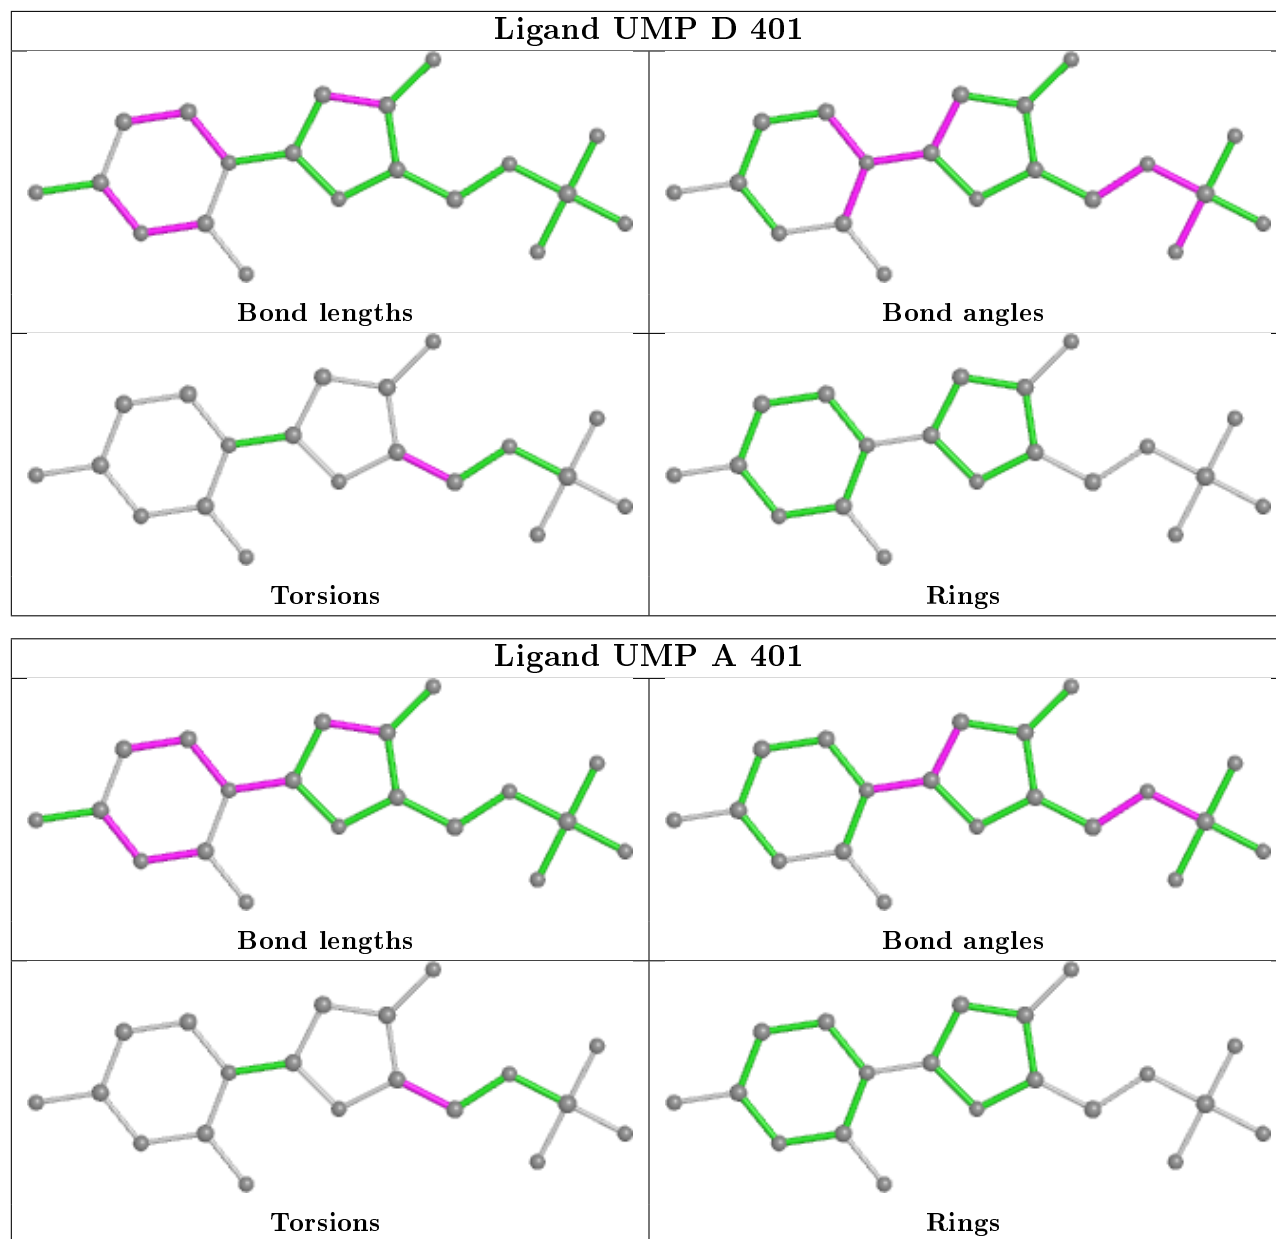 Ligand UMP D 401
Bond lengths
Bond angles
Torsions
Rings
Ligand UMP A 401
Bond lengths
Bond angles
Torsions
Rings